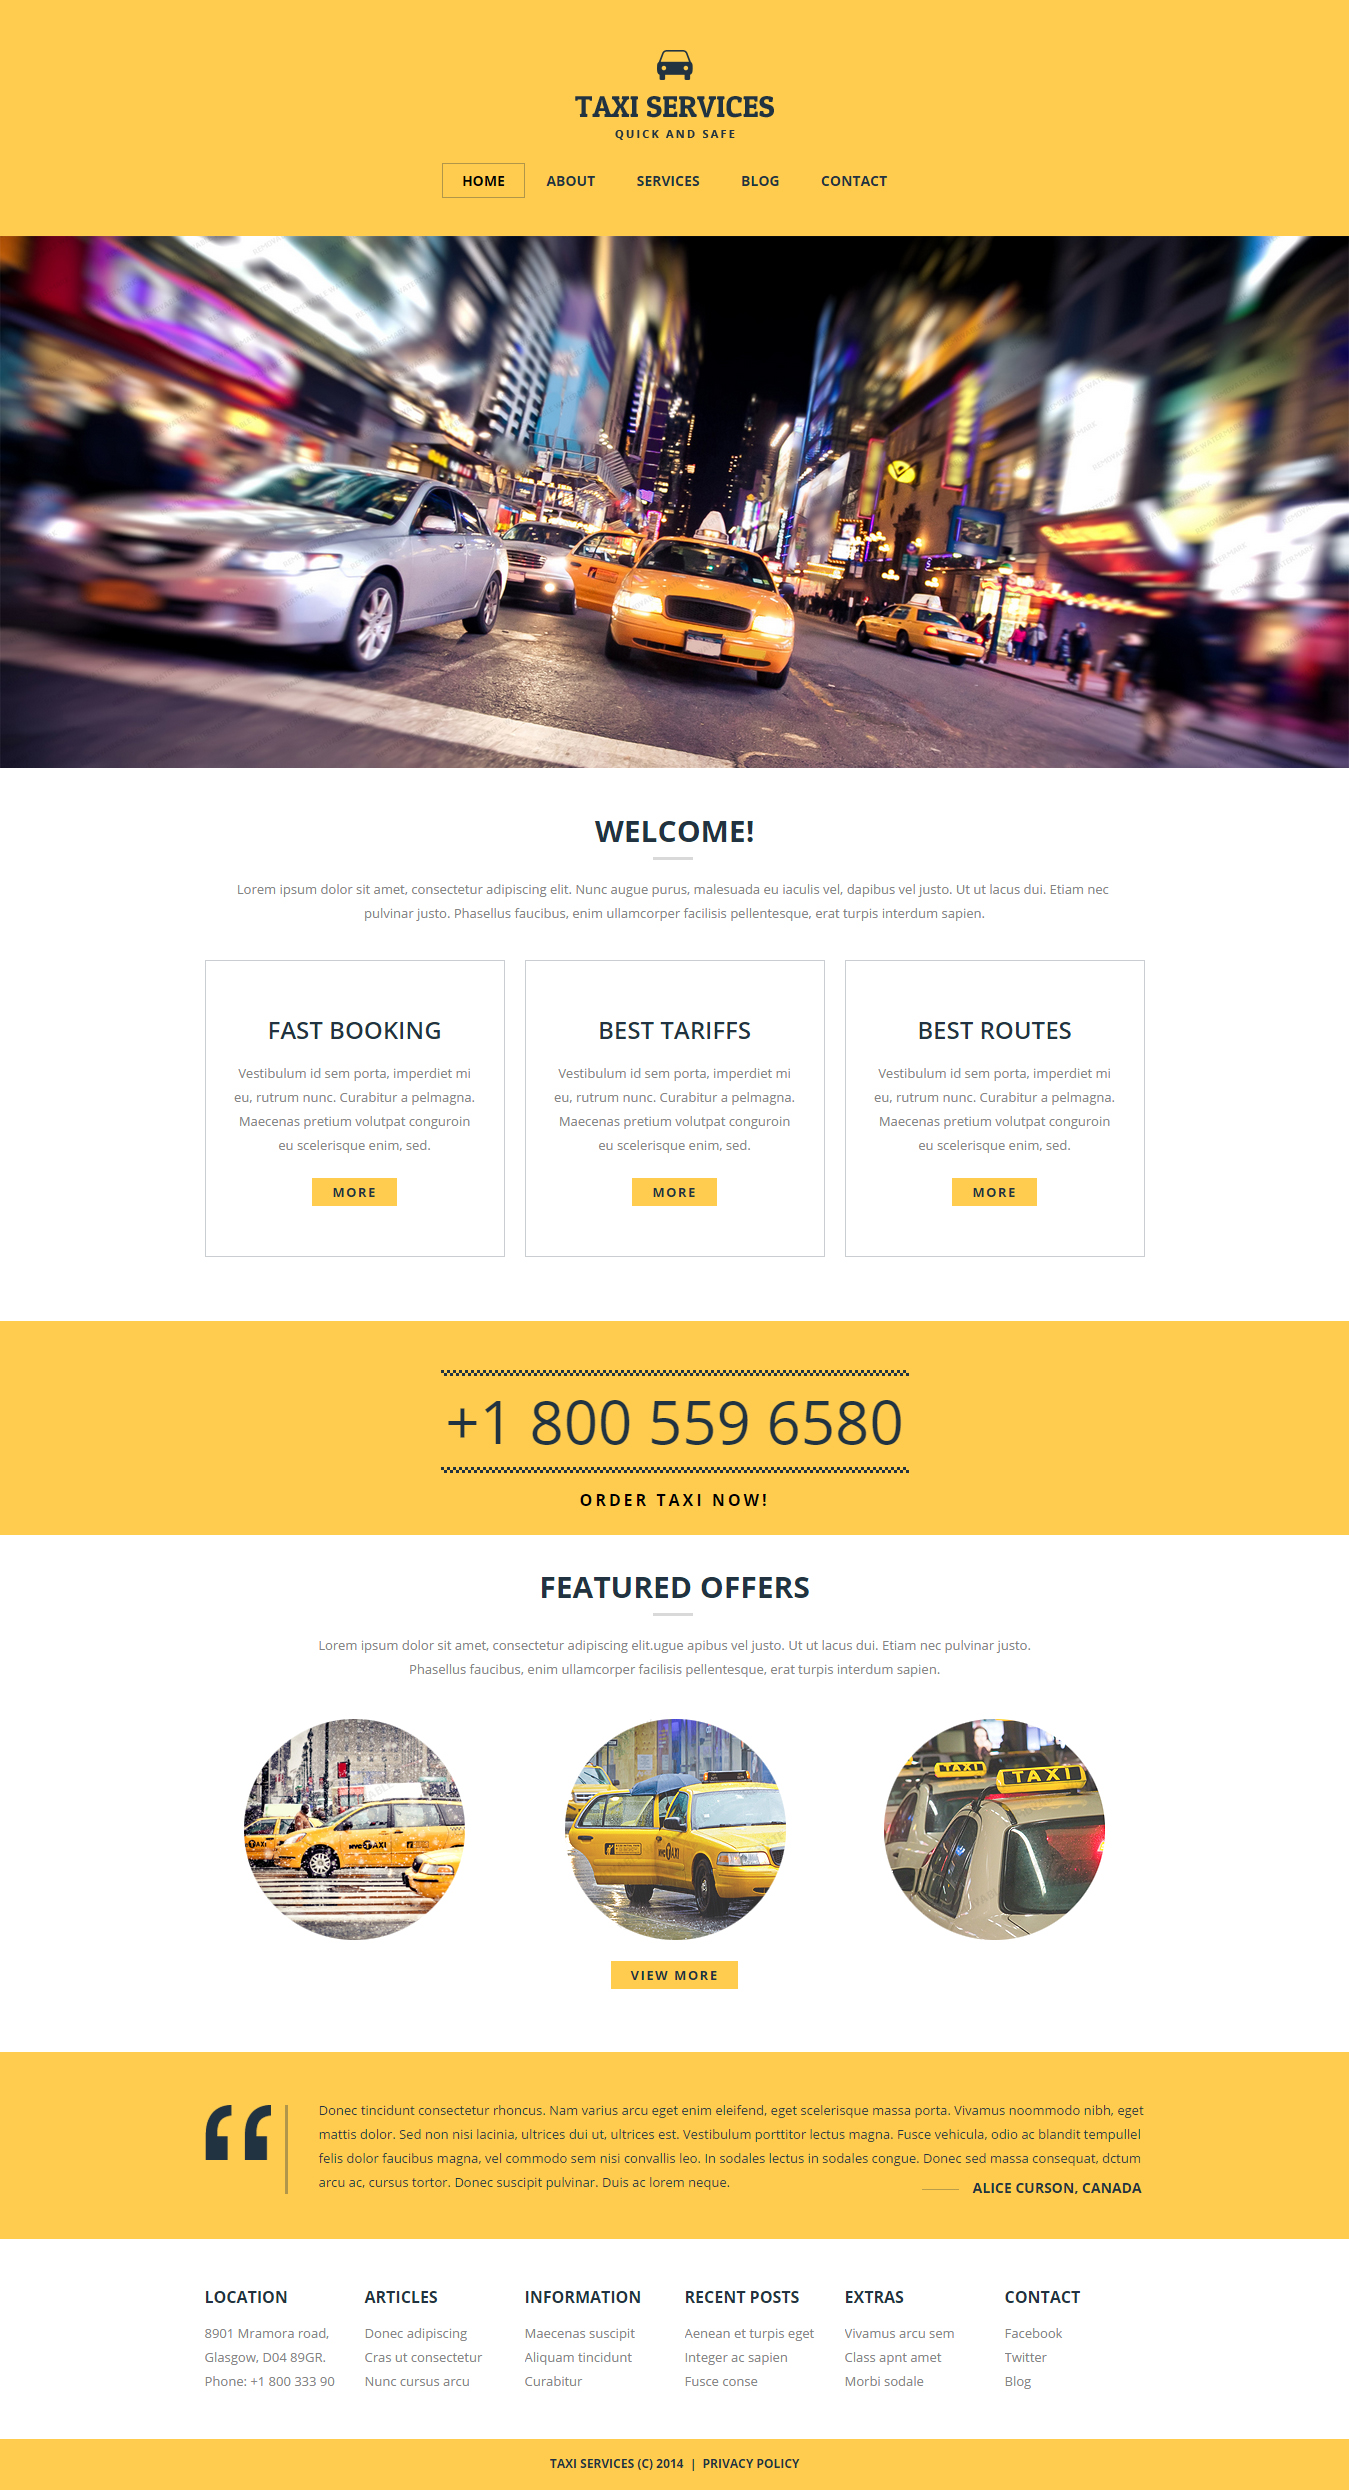 TAXI SERVICES
QUICK AND SAFE
HOME ABOUT SERVICES BLOG CONTACT
WELCOME!
Lorem ipsum dolor sit amet, consectetur adipiscing elit. Nunc augue purus, malesuada eu iaculis vel, dapibus vel justo. Ut ut lacus dui. Etiam nec
pulvinar justo. Phasellus faucibus, enim ullamcorper facilisis pellentesque, erat turpis interdum sapien.
FAST BOOKING
Vestibulum id sem porta, imperdiet mi
eu, rutrum nunc. Curabitur a pelmagna.
Maecenas pretium volutpat conguroin
eu scelerisque enim, sed.
MORE
BEST TARIFFS
Vestibulum id sem porta, imperdiet mi
eu, rutrum nunc. Curabitur a pelmagna.
Maecenas pretium volutpat conguroin
eu scelerisque enim, sed.
MORE
BEST ROUTES
Vestibulum id sem porta, imperdiet mi
eu, rutrum nunc. Curabitur a pelmagna.
Maecenas pretium volutpat conguroin
eu scelerisque enim, sed.
MORE
+1 800 559 6580
ORDER TAXI NOW!
FEATURED OFFERS
Lorem ipsum dolor sit amet, consectetur adipiscing elit.ugue apibus vel justo. Ut ut lacus dui. Etiam nec pulvinar justo.
Phasellus faucibus, enim ullamcorper facilisis pellentesque, erat turpis interdum sapien.
TAXI
NYC TAXI
NYC TAXI
TAXI
TAXI
VIEW MORE
“
Donec tincidunt consectetur rhoncus. Nam varius arcu eget enim eleifend, eget scelerisque massa porta. Vivamus noommodo nibh, eget
mattis dolor. Sed non nisi lacinia, ultrices dui ut, ultrices est. Vestibulum porttitor lectus magna. Fusce vehicula, odio ac blandit tempullel
felis dolor faucibus magna, vel commodo sem nisi convallis leo. In sodales lectus in sodales congue. Donec sed massa consequat, dctum
arcu ac, cursus tortor. Donec suscipit pulvinar. Duis ac lorem neque.
ALICE CURSON, CANADA
LOCATION
8901 Mramora road,
Glasgow, D04 89GR.
Phone: +1 800 333 90
ARTICLES
Donec adipiscing
Cras ut consectetur
Nunc cursus arcu
INFORMATION
Maecenas suscipit
Aliquam tincidunt
Curabitur
RECENT POSTS
Aenean et turpis eget
Integer ac sapien
Fusce conse
EXTRAS
Vivamus arcu sem
Class apnt amet
Morbi sodale
CONTACT
Facebook
Twitter
Blog
TAXI SERVICES (C) 2014 | PRIVACY POLICY